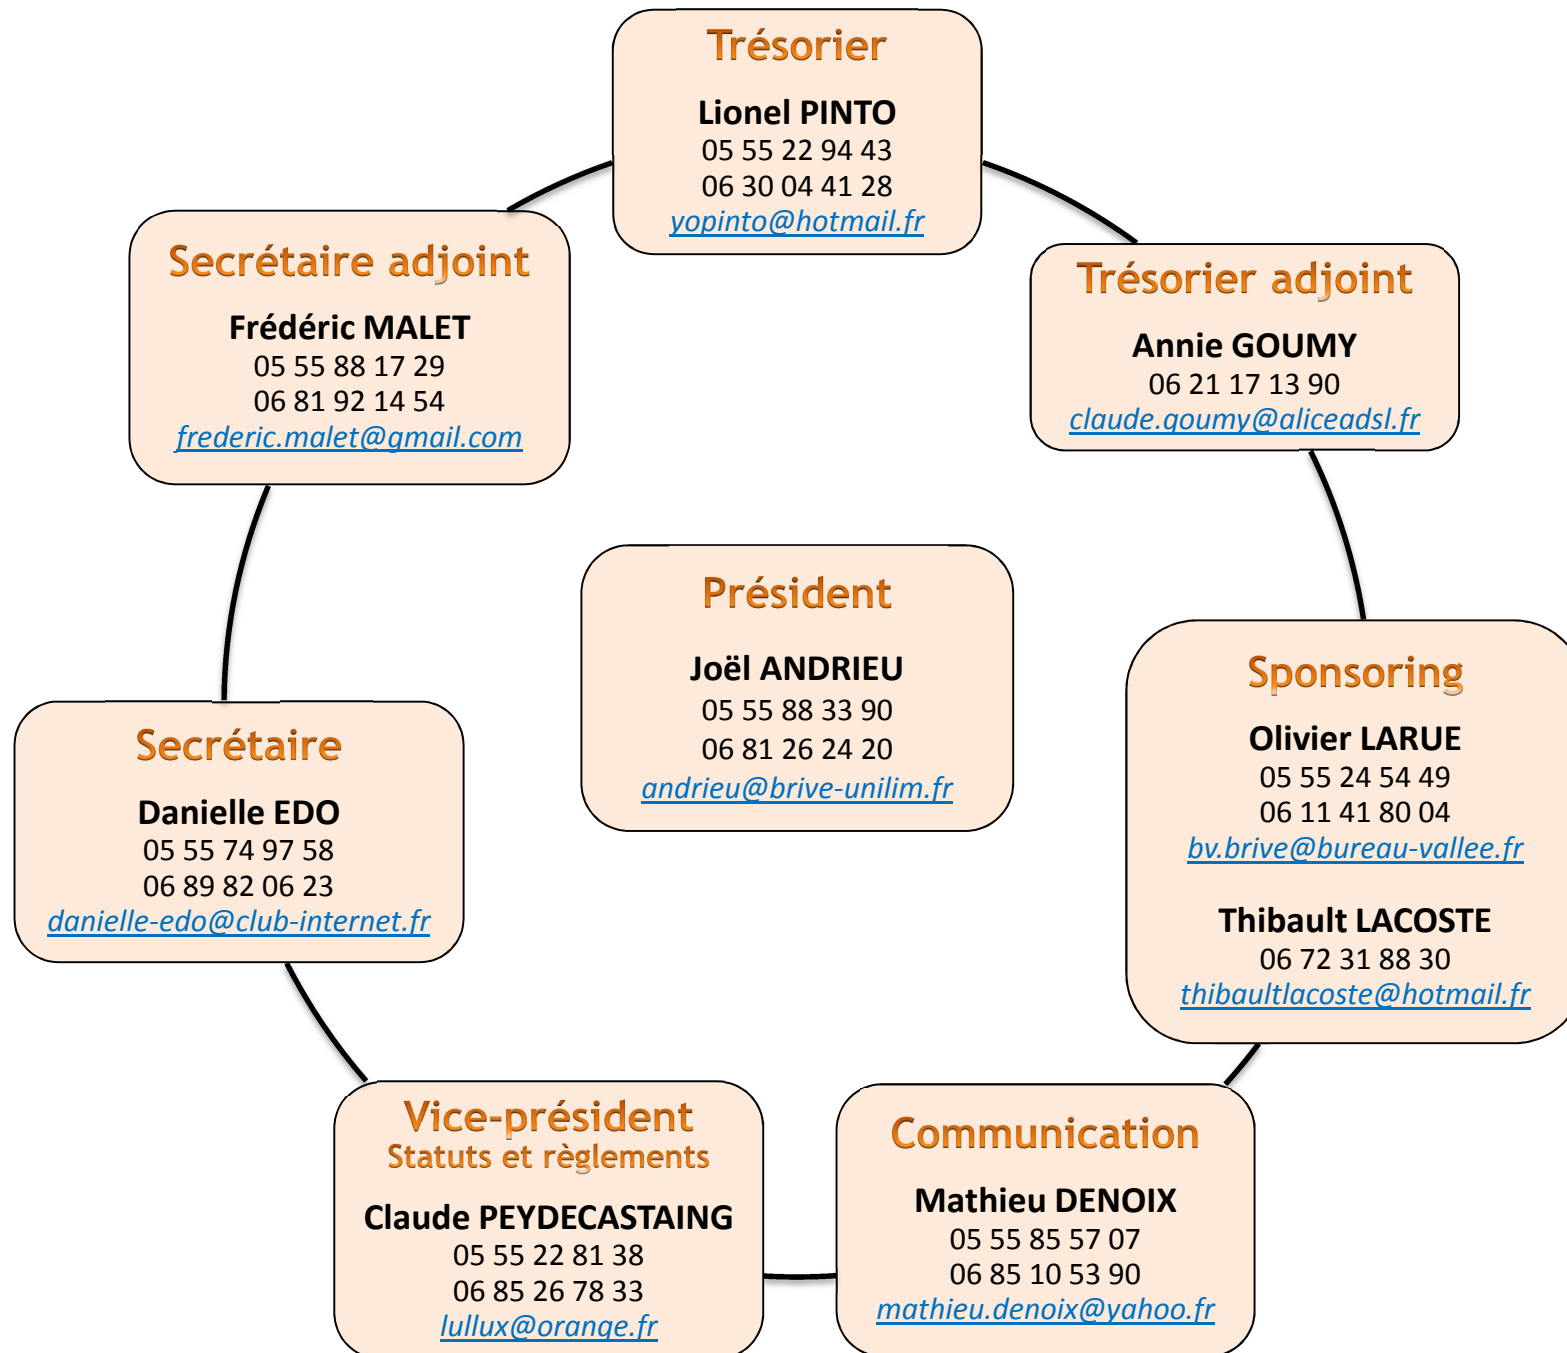 Trésorier
Lionel PINTO
05 55 22 94 43
06 30 04 41 28
yopinto@hotmail.fr
Secrétaire adjoint
Frédéric MALET
05 55 88 17 29
06 81 92 14 54
frederic.malet@gmail.com
Trésorier adjoint
Annie GOUMY
06 21 17 13 90
claude.goumy@aliceadsl.fr
Président
Joël ANDRIEU
05 55 88 33 90
06 81 26 24 20
andrieu@brive-unilim.fr
Sponsoring
Olivier LARUE
05 55 24 54 49
06 11 41 80 04
bv.brive@bureau-vallee.fr
Thibault LACOSTE
06 72 31 88 30
thibaultlacoste@hotmail.fr
Secrétaire
Danielle EDO
05 55 74 97 58
06 89 82 06 23
danielle-edo@club-internet.fr
Vice-président
Statuts et règlements
Claude PEYDECASTAING
05 55 22 81 38
06 85 26 78 33
lullux@orange.fr
Communication
Mathieu DENOIX
05 55 85 57 07
06 85 10 53 90
mathieu.denoix@yahoo.fr